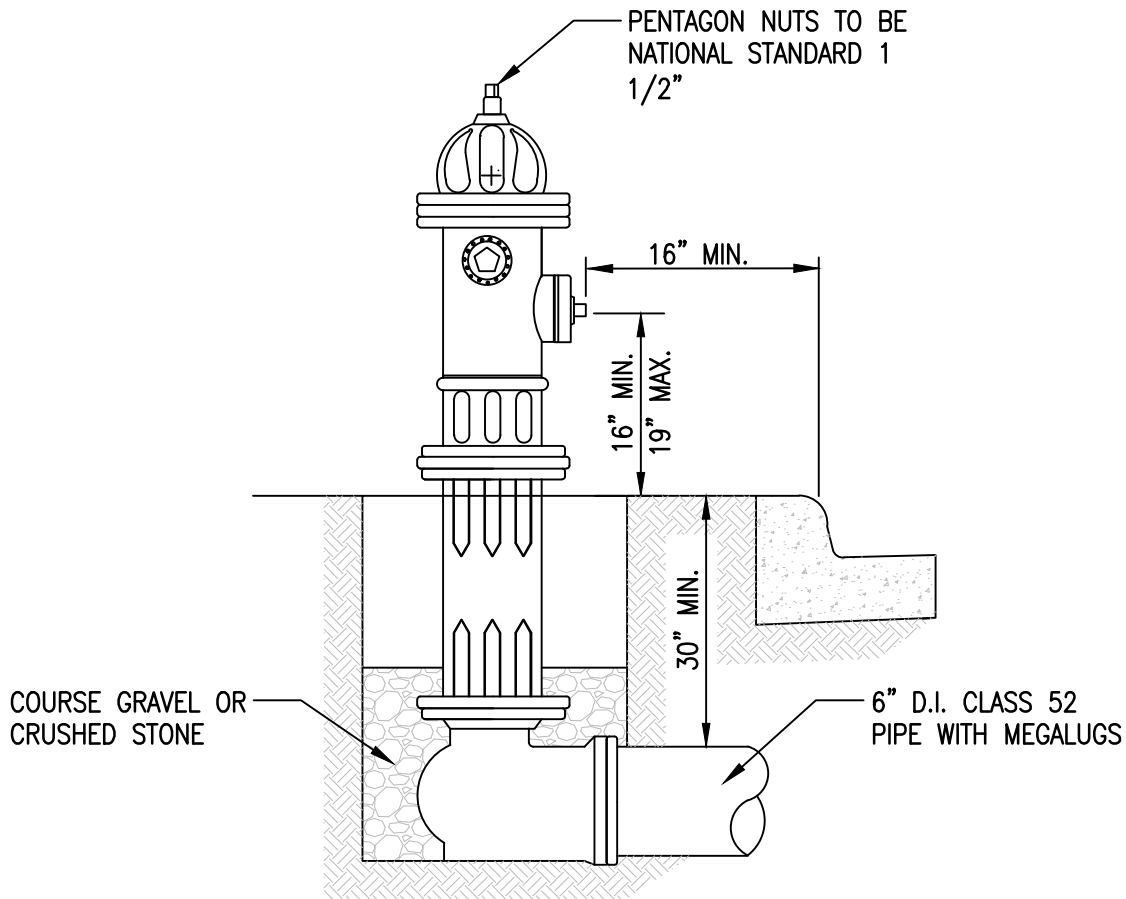 PENTAGON NUTS TO BE
NATIONAL STANDARD 1
1/2"
16" MIN.
16" MIN.
19" MAX.
30" MIN.
COURSE GRAVEL OR
CRUSHED STONE
6" D.I. CLASS 52
PIPE WITH MEGALUGS